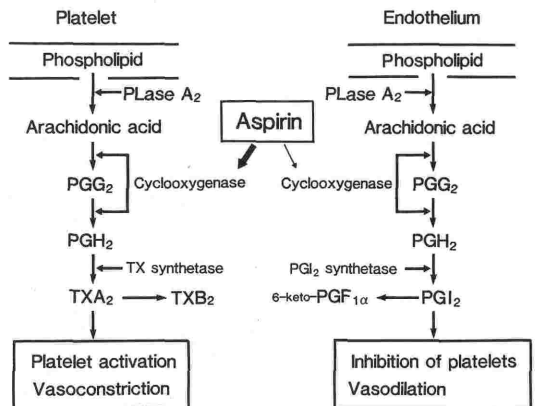 Platelet
Phospholipid
PLase A₂
Arachidonic acid
PGG₂
Cyclooxygenase
PGH₂
TX synthetase
TXA₂
TXB₂
Platelet activation
Vasoconstriction
Aspirin
Endothelium
Phospholipid
PLase A₂
Arachidonic acid
Cyclooxygenase
PGG₂
PGH₂
PGI₂ synthetase
6-keto-PGF₁α
PGI₂
Inhibition of platelets
Vasodilation